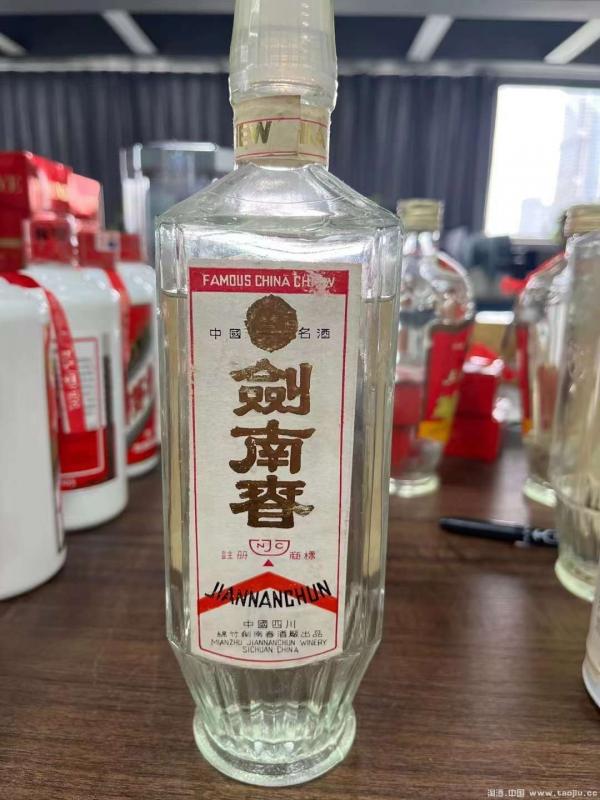 FAMOUS CHINA
中國 名酒
劍南春
NJC
註册 商標
JIANNANCHUN
中國四川
綿竹劍南春酒廠出品
MIANZHU JIANNANCHUN WINERY
SICHUAN CHINA
淘酒.中国 www.taojiu.cc